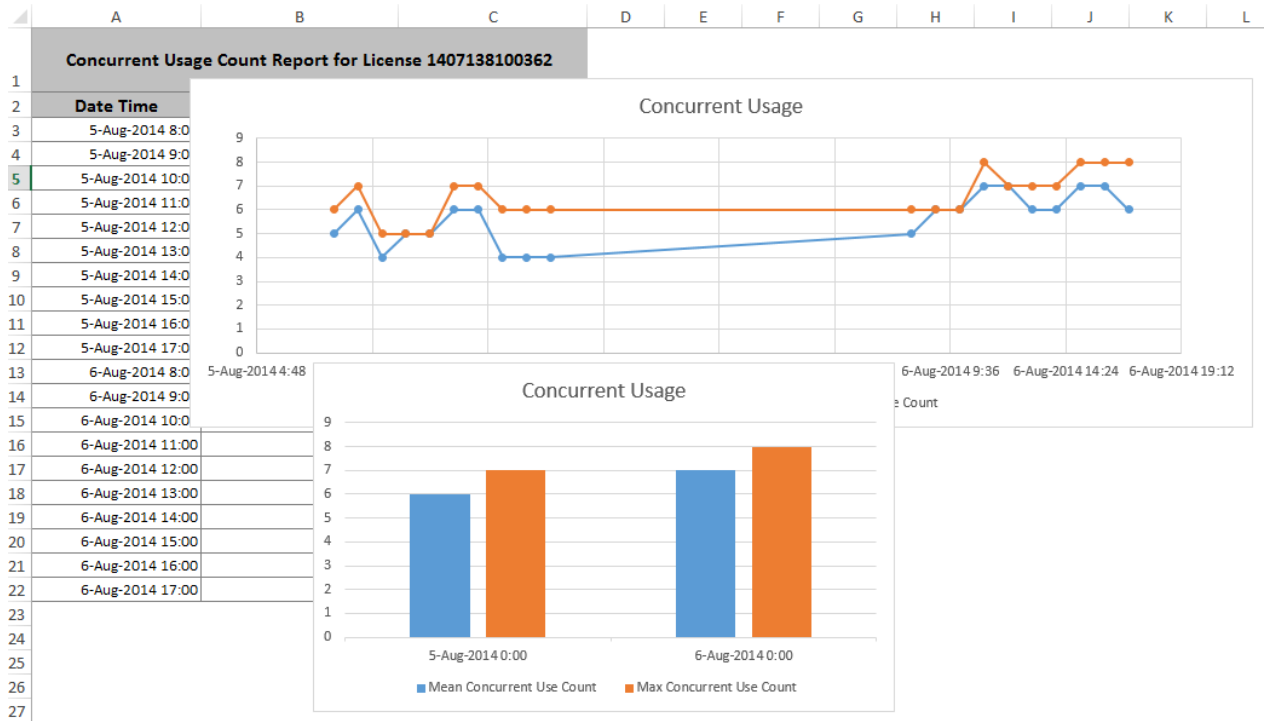 A B C D E F G H I J K L
1 Concurrent Usage Count Report for License 1407138100362
2 Date Time
3 5-Aug-2014 8:0
4 5-Aug-2014 9:0
5 5-Aug-2014 10:0
6 5-Aug-2014 11:0
7 5-Aug-2014 12:0
8 5-Aug-2014 13:0
9 5-Aug-2014 14:0
10 5-Aug-2014 15:0
11 5-Aug-2014 16:0
12 5-Aug-2014 17:0
13 6-Aug-2014 8:0
14 6-Aug-2014 9:0
15 6-Aug-2014 10:0
16 6-Aug-2014 11:00
17 6-Aug-2014 12:00
18 6-Aug-2014 13:00
19 6-Aug-2014 14:00
20 6-Aug-2014 15:00
21 6-Aug-2014 16:00
22 6-Aug-2014 17:00
23
24
25
26
27
Concurrent Usage
9
8
7
6
5
4
3
2
1
0
5-Aug-2014 4:48 6-Aug-2014 9:36 6-Aug-2014 14:24 6-Aug-2014 19:12
e Count
Concurrent Usage
9
8
7
6
5
4
3
2
1
0
5-Aug-2014 0:00 6-Aug-2014 0:00
Mean Concurrent Use Count Max Concurrent Use Count